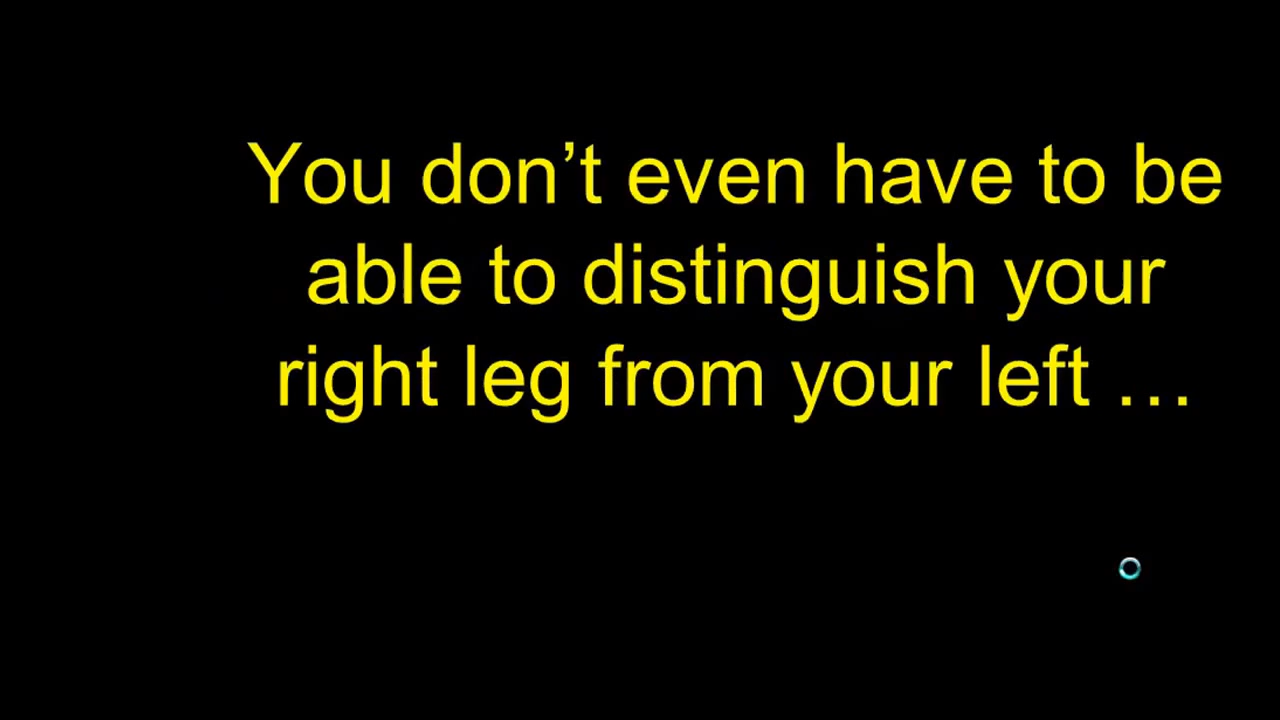 You don’t even have to be
able to distinguish your
right leg from your left …